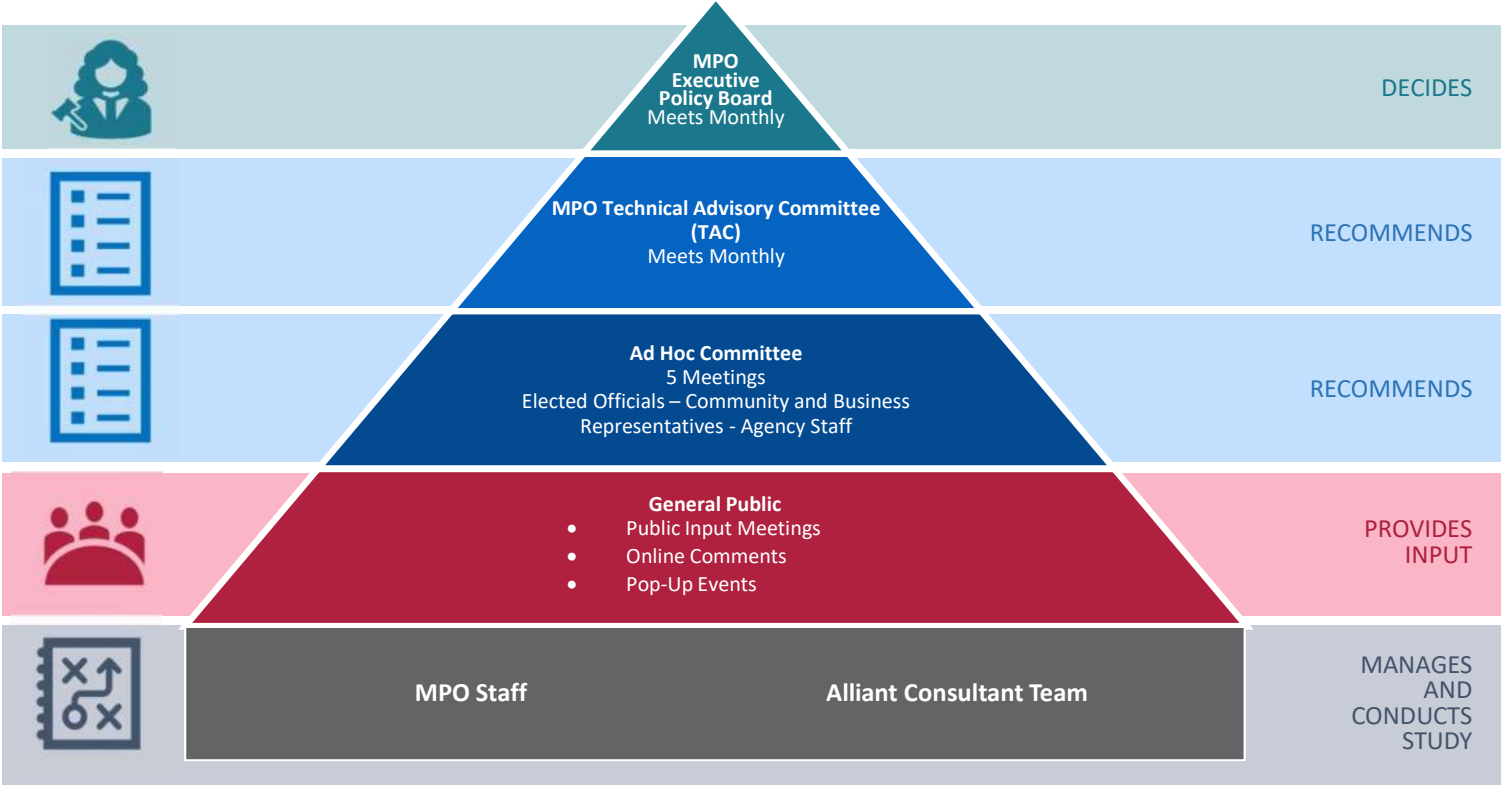 MPO
Executive
Policy Board
Meets Monthly
DECIDES
MPO Technical Advisory Committee
(TAC)
Meets Monthly
RECOMMENDS
Ad Hoc Committee
5 Meetings
Elected Officials – Community and Business
Representatives - Agency Staff
RECOMMENDS
General Public
• Public Input Meetings
• Online Comments
• Pop-Up Events
PROVIDES
INPUT
MPO Staff
Alliant Consultant Team
MANAGES
AND
CONDUCTS
STUDY